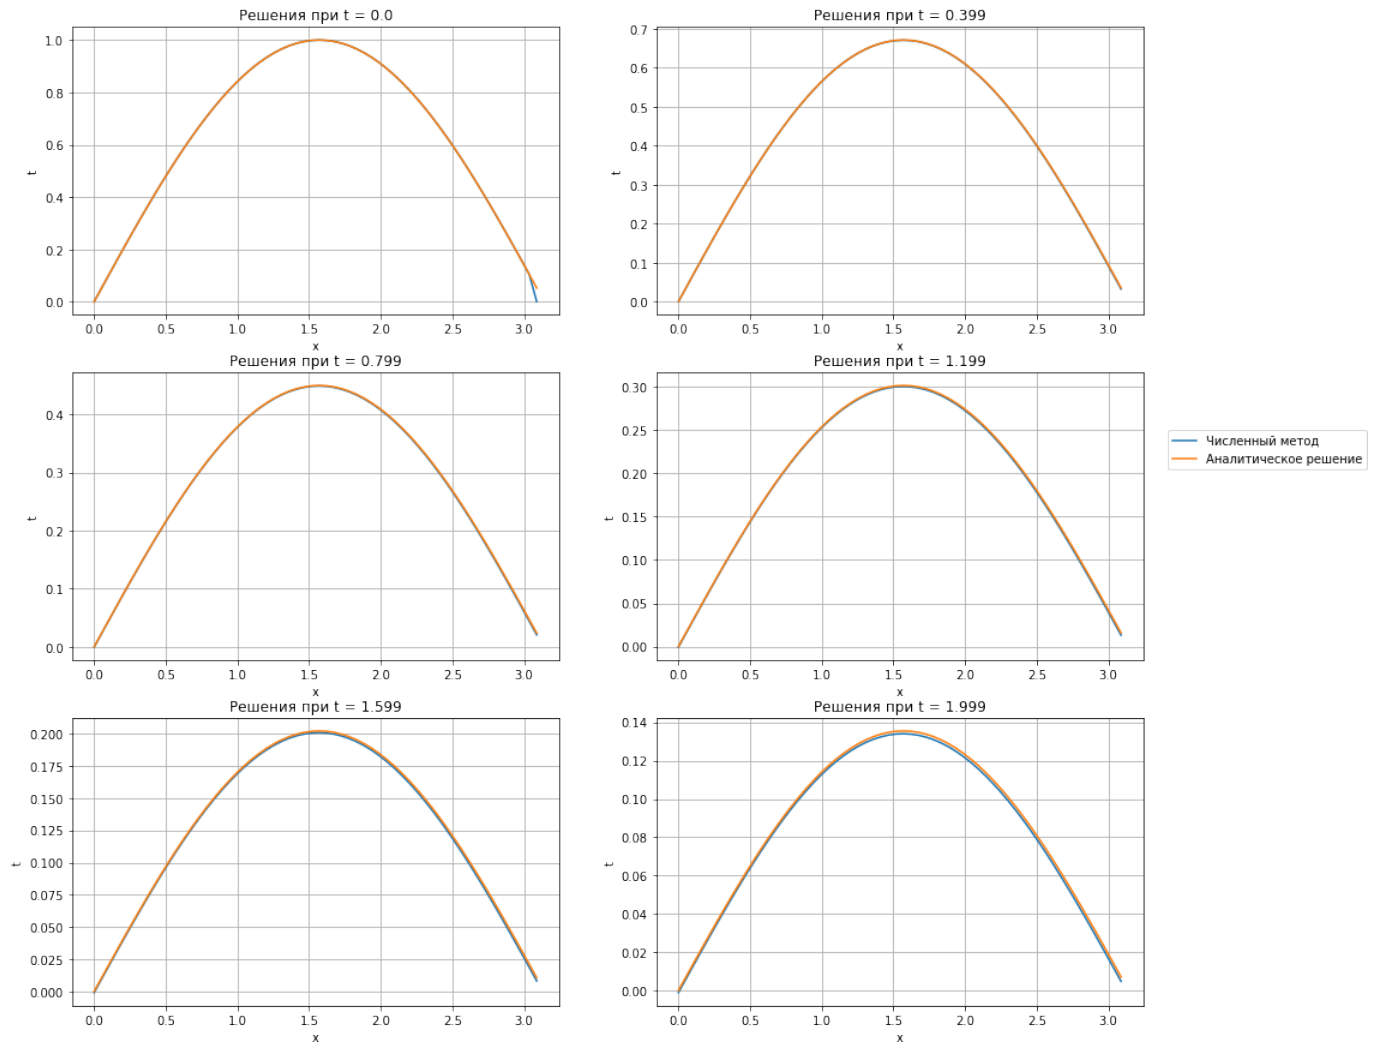 Решения при t = 0.0
1.0
0.8
0.6
0.4
0.2
0.0
t
0.0 0.5 1.0 1.5 2.0 2.5 3.0
x
Решения при t = 0.399
0.7
0.6
0.5
0.4
0.3
0.2
0.1
0.0
t
0.0 0.5 1.0 1.5 2.0 2.5 3.0
x
Решения при t = 0.799
0.4
0.3
0.2
0.1
0.0
t
0.0 0.5 1.0 1.5 2.0 2.5 3.0
x
Решения при t = 1.199
0.30
0.25
0.20
0.15
0.10
0.05
0.00
t
0.0 0.5 1.0 1.5 2.0 2.5 3.0
x
Численный метод
Аналитическое решение
Решения при t = 1.599
0.200
0.175
0.150
0.125
0.100
0.075
0.050
0.025
0.000
t
0.0 0.5 1.0 1.5 2.0 2.5 3.0
x
Решения при t = 1.999
0.14
0.12
0.10
0.08
0.06
0.04
0.02
0.00
t
0.0 0.5 1.0 1.5 2.0 2.5 3.0
x